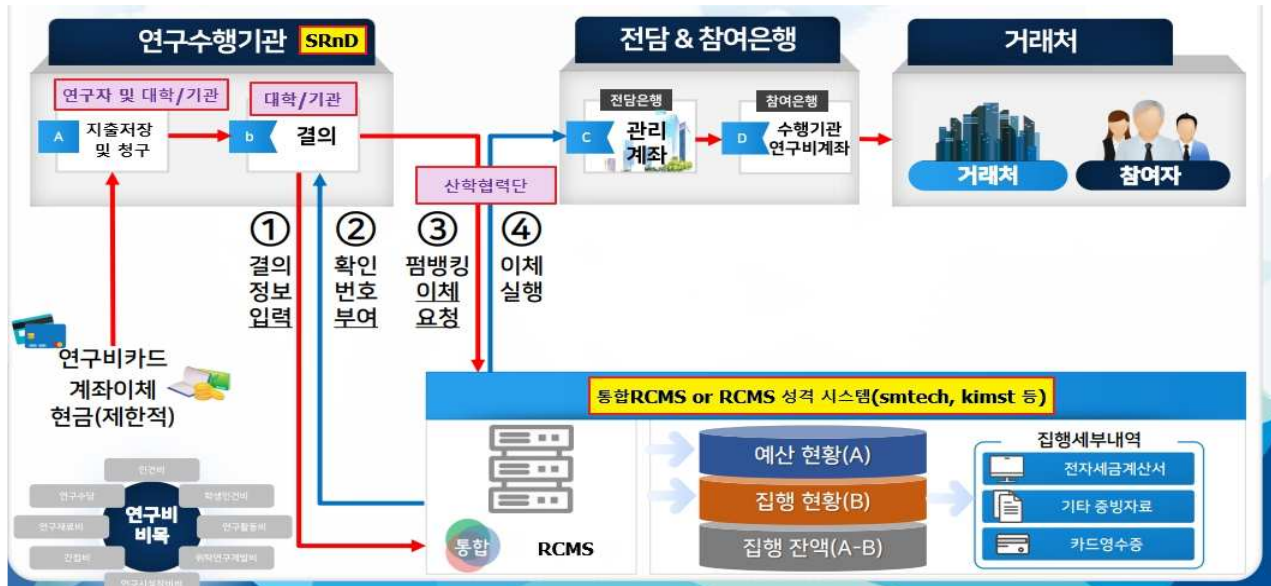 연구수행기관 SRnD
연구자 및 대학/기관
A
지출저장
및 청구
대학/기관
b
결의
전담 & 참여은행
전담은행
C
관리
계좌
참여은행
D
수행기관
연구비계좌
거래처
거래처
참여자
산학협력단
①
결의
정보
입력
②
확인
번호
부여
③
펌뱅킹
이체
요청
④
이체
실행
연구비카드
계좌이체
현금(제한적)
인건비
연구수당
학생인건비
연구재료비
연구비
비목
연구활동비
간접비
위탁연구개발비
연구시설장비비
통합RCMS or RCMS 성격 시스템(smtech, kimst 등)
통합
RCMS
예산 현황(A)
집행 현황(B)
집행 잔액(A-B)
집행세부내역
전자세금계산서
기타 증빙자료
카드영수증